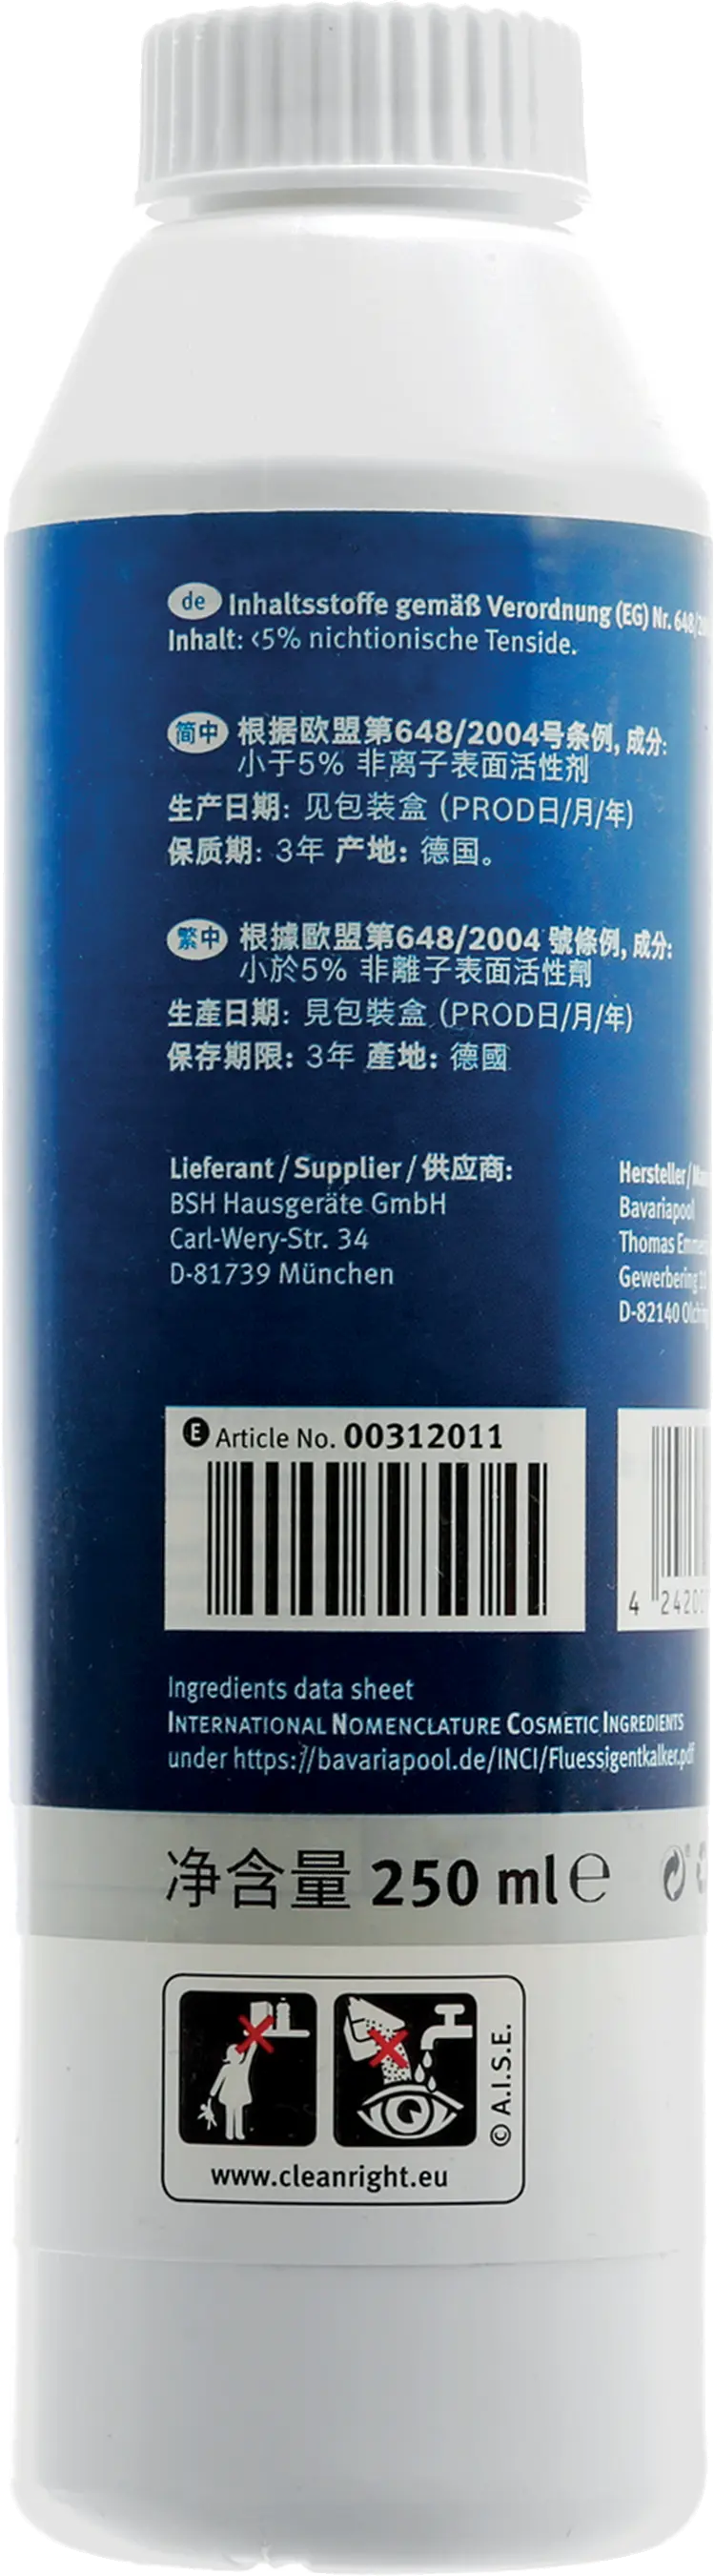 de Inhaltsstoffe gemäß Verordnung (EG) Nr. 648/
Inhalt: <5% nichtionische Tenside.
简中 根据欧盟第648/2004号条例, 成分:
小于5% 非离子表面活性剂
生产日期: 见包装盒 (PROD日/月/年)
保质期: 3年 产地: 德国。
繁中 根據歐盟第648/2004 號條例, 成分:
小於5% 非離子表面活性劑
生產日期: 見包裝盒 (PROD日/月/年)
保存期限: 3年 產地: 德國
Lieferant / Supplier / 供应商:
BSH Hausgeräte GmbH
Carl-Wery-Str. 34
D-81739 München
Hersteller /
Bavariapool
Thomas
Gewerbering
D-82140
E Article No. 00312011
4 2420
Ingredients data sheet
INTERNATIONAL NOMENCLATURE COSMETIC INGREDIENTS
under https://bavariapool.de/INCI/Fluessigentkalker.pdf
净含量 250 ml e
© A.I.S.E.
www.cleanright.eu